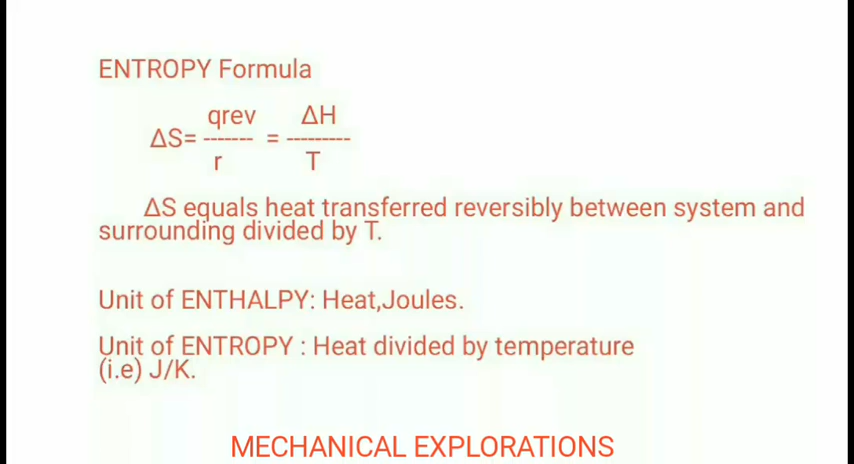 ENTROPY Formula
qrev ΔH
ΔS= ------- = ---------
r T
ΔS equals heat transferred reversibly between system and
surrounding divided by T.
Unit of ENTHALPY: Heat,Joules.
Unit of ENTROPY : Heat divided by temperature
(i.e) J/K.
MECHANICAL EXPLORATIONS